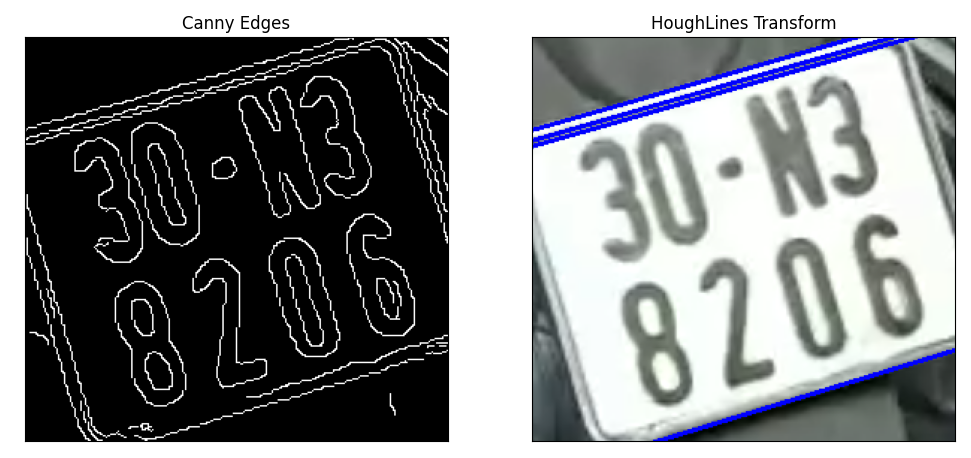 Canny Edges
HoughLines Transform
30-N3
8206
30-N3
8206